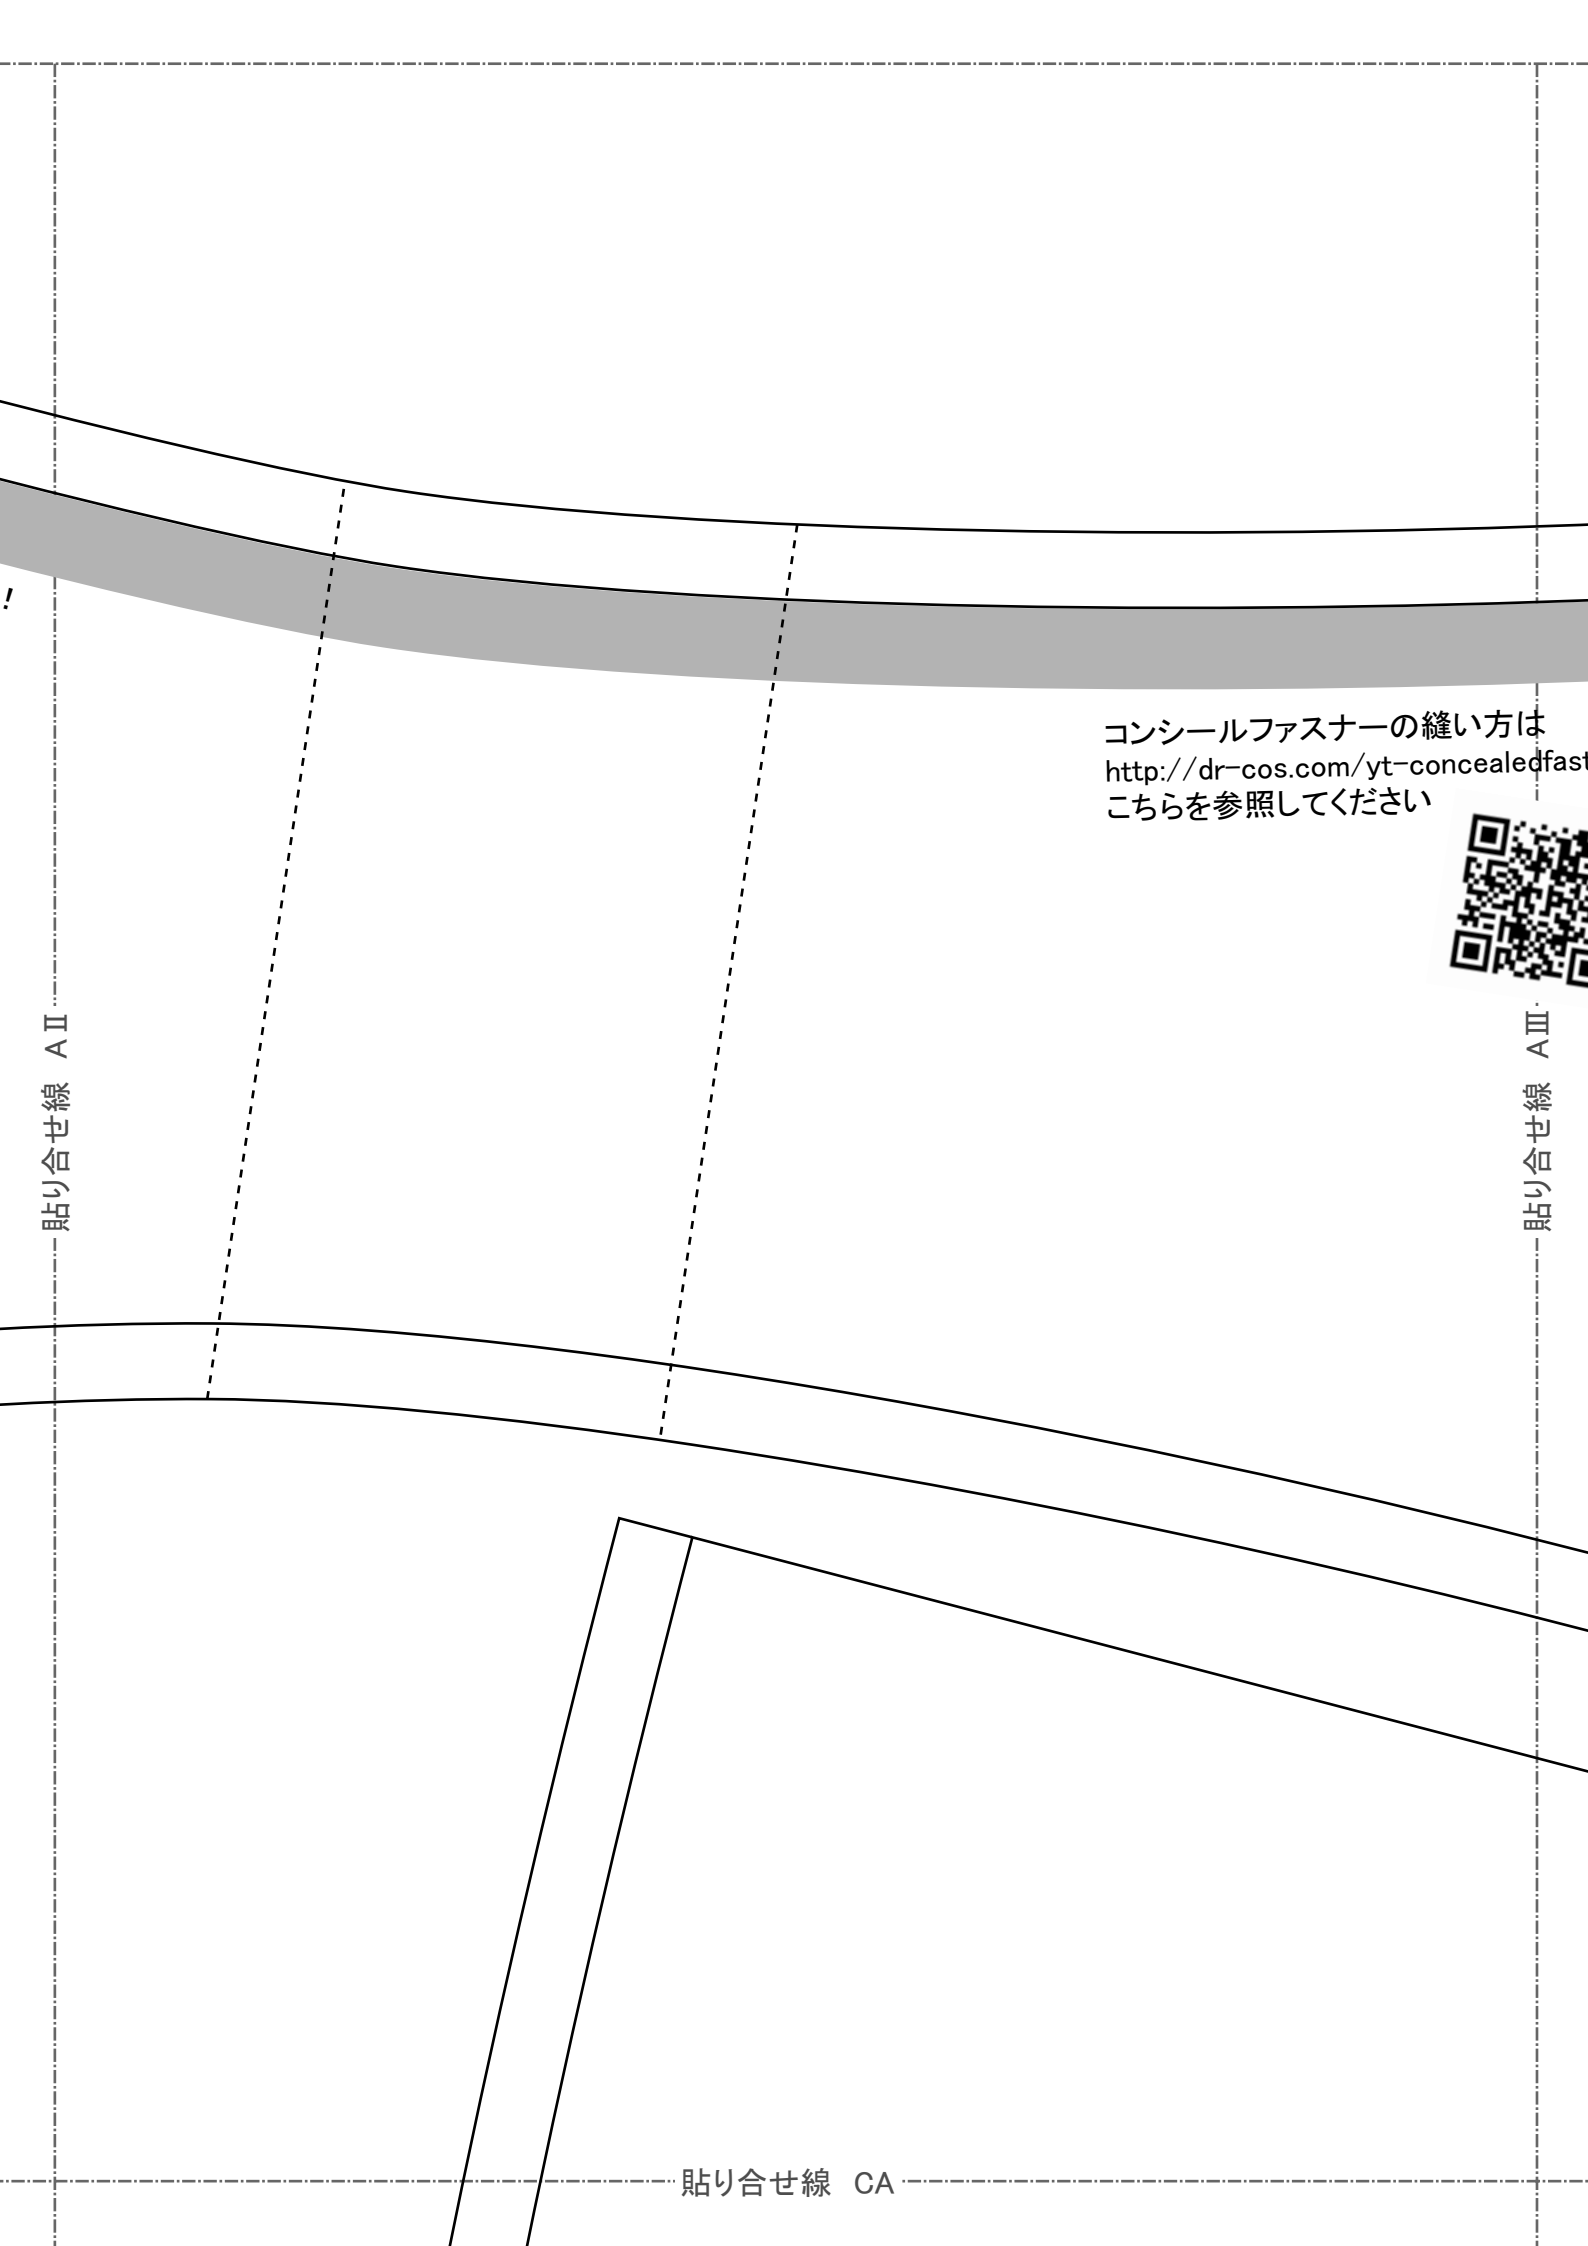 !
コンシールファスナーの縫い方は
http://dr-cos.com/yt-concealedfast
こちらを参照してください
貼り合せ線 AⅡ
貼り合せ線 AⅢ
貼り合せ線 CA